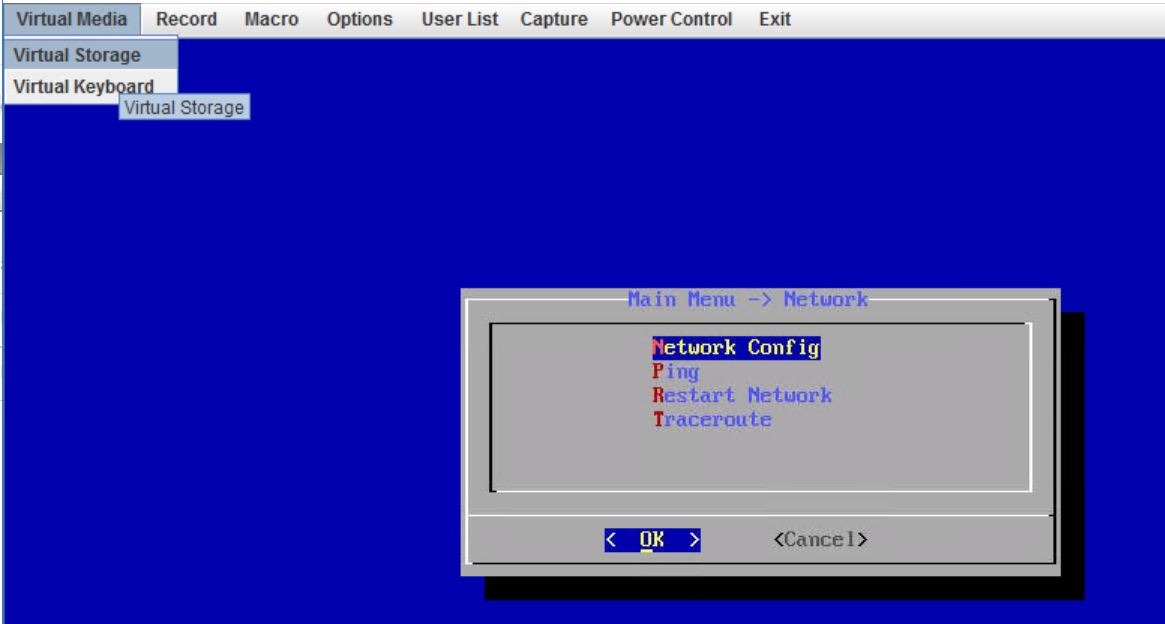 Virtual Media Record Macro Options User List Capture Power Control Exit
Virtual Storage
Virtual Keyboard
Virtual Storage
Main Menu -> Network
Network Config
Ping
Restart Network
Traceroute
< OK > <Cancel>